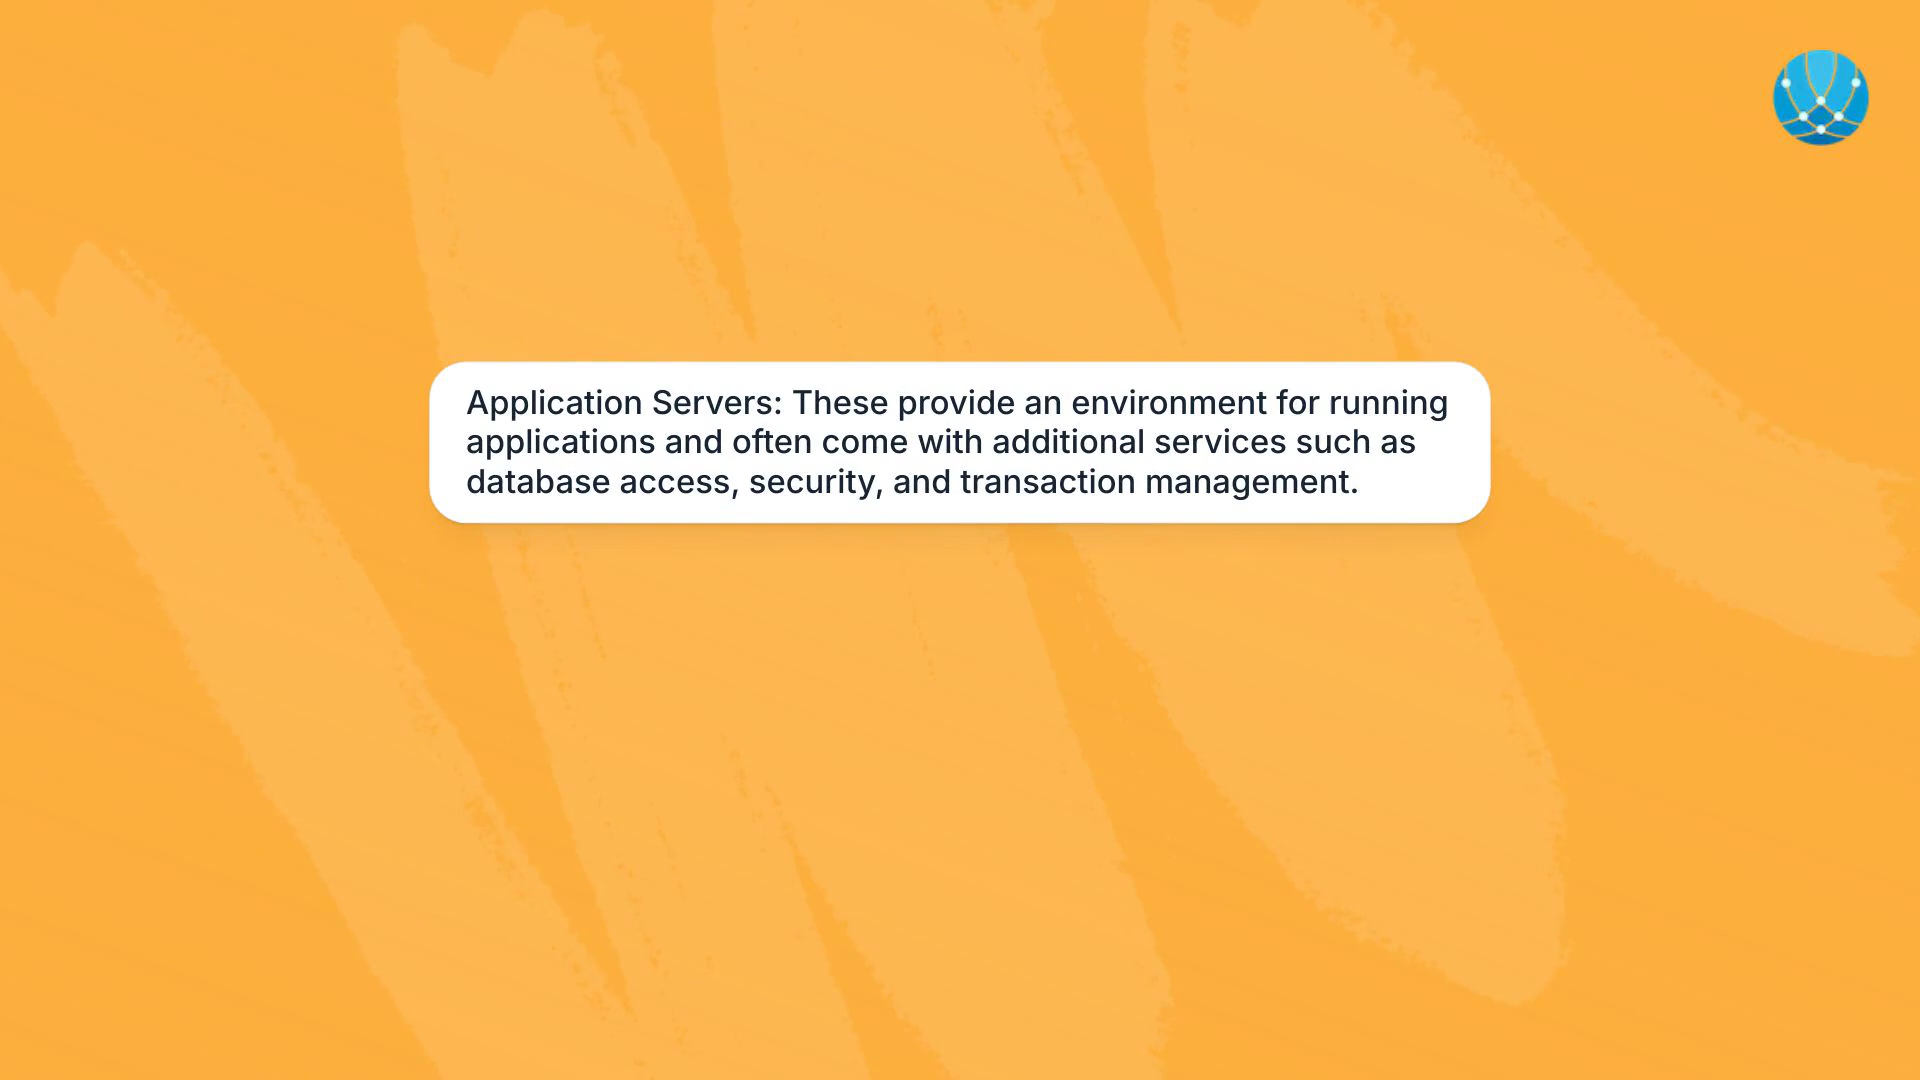 Application Servers: These provide an environment for running
applications and often come with additional services such as
database access, security, and transaction management.